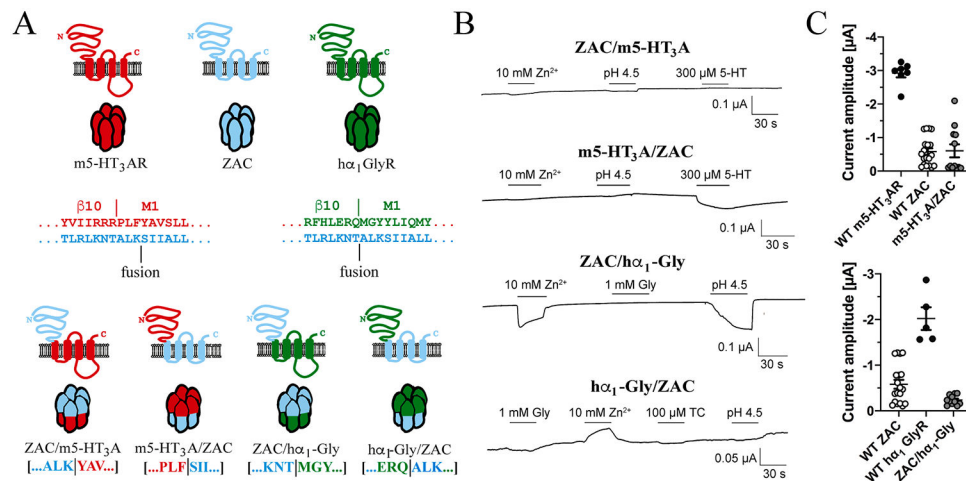 A
N
C
N
C
N
C
m5-HT₃AR
ZAC
hα₁GlyR
β10 | M1
...YVIIRRRPLFYAVSLL...
...TLRLKNTALKSIIALL...
fusion
β10 | M1
...RFHLERQMGYYLIQMY...
...TLRLKNTALKSIIALL...
fusion
N
C
N
C
N
C
N
C
ZAC/m5-HT₃A
[...ALK|YAV...]
m5-HT₃A/ZAC
[...PLF|SII...]
ZAC/hα₁-Gly
[...KNT|MGY...]
hα₁-Gly/ZAC
[...ERQ|ALK...]
B
ZAC/m5-HT₃A
10 mM Zn²⁺
pH 4.5
300 µM 5-HT
0.1 µA
30 s
m5-HT₃A/ZAC
10 mM Zn²⁺
pH 4.5
300 µM 5-HT
0.1 µA
30 s
ZAC/hα₁-Gly
10 mM Zn²⁺
1 mM Gly
pH 4.5
0.1 µA
30 s
hα₁-Gly/ZAC
1 mM Gly
10 mM Zn²⁺
100 µM TC
pH 4.5
0.05 µA
30 s
C
Current amplitude [µA]
-4
-3
-2
-1
0
WT m5-HT₃AR
WT ZAC
m5-HT₃A/ZAC
Current amplitude [µA]
-3
-2
-1
0
WT ZAC
WT hα₁ GlyR
ZAC/hα₁-Gly